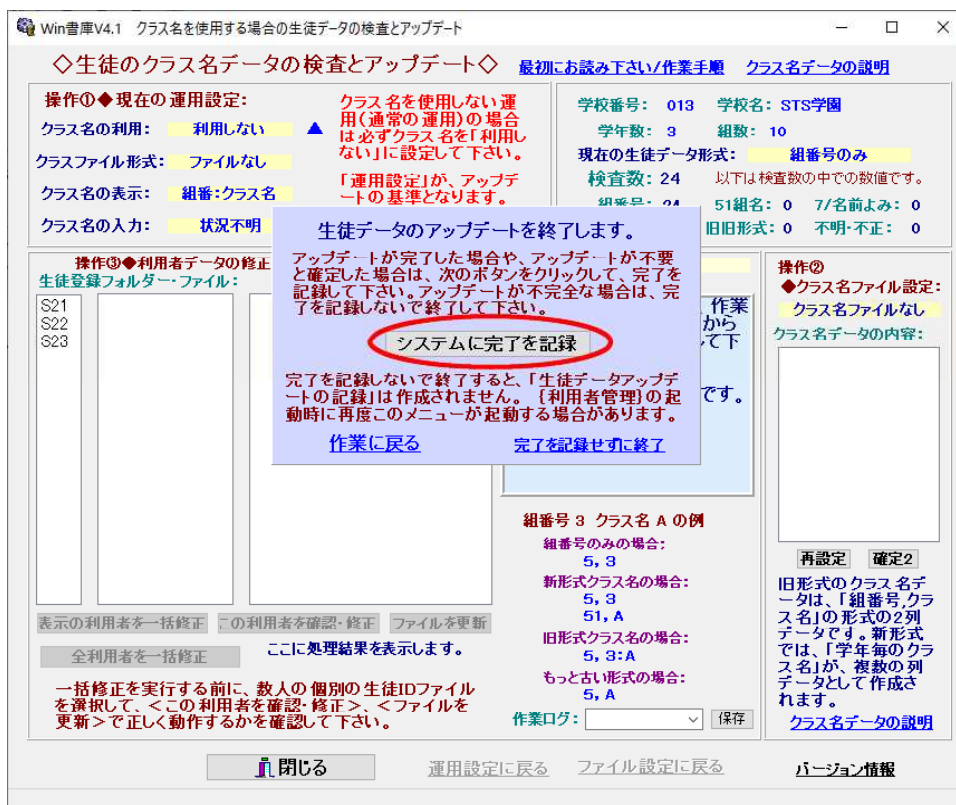 Win書庫V4.1 クラス名を使用する場合の生徒データの検査とアップデート
◇生徒のクラス名データの検査とアップデート◇
最初にお読み下さい/作業手順
クラス名データの説明
操作①◆現在の運用設定:
クラス名の利用: 利用しない ▲
クラスファイル形式: ファイルなし
クラス名の表示: 組番:クラス名
クラス名の入力: 状況不明
クラス名を使用しない運
用(通常の運用)の場合
は必ずクラス名を「利用し
ない」に設定して下さい。
「運用設定」が、アップデ
ートの基準となります。
学校番号: 013 学校名: STS学園
学年数: 3 組数: 10
現在の生徒データ形式: 組番号のみ
検査数: 24 以下は検査数の中での数値です。
組番号: 24 51組名: 0 7/名前よみ: 0
旧旧形式: 0 不明・不正: 0
生徒データのアップデートを終了します。
アップデートが完了した場合や、アップデートが不要
と確定した場合は、次のボタンをクリックして、完了を
記録して下さい。アップデートが不完全な場合は、完
了を記録しないで終了して下さい。
システムに完了を記録
完了を記録しないで終了すると、「生徒データアップデ
ートの記録」は作成されません。{利用者管理}の起
動時に再度このメニューが起動する場合があります。
作業に戻る
完了を記録せずに終了
操作③◆利用者データの修正
生徒登録フォルダー・ファイル:
S21
S22
S23
作業
から
て下
です。
表示の利用者を一括修正
この利用者を確認・修正
ファイルを更新
全利用者を一括修正
ここに処理結果を表示します。
一括修正を実行する前に、数人の個別の生徒IDファイル
を選択して、<この利用者を確認・修正>、<ファイルを
更新>で正しく動作するかを確認して下さい。
組番号 3 クラス名 A の例
組番号のみの場合:
5, 3
新形式クラス名の場合:
5, 3
51, A
旧形式クラス名の場合:
5, 3:A
もっと古い形式の場合:
5, A
作業ログ:
保存
操作②
◆クラス名ファイル設定:
クラス名ファイルなし
クラス名データの内容:
再設定
確定2
旧形式のクラス名デ
ータは、「組番号,クラ
ス名」の形式の2列
データです。新形式
では、「学年毎のクラ
ス名」が、複数の列
データとして作成さ
れます。
クラス名データの説明
閉じる
運用設定に戻る
ファイル設定に戻る
バージョン情報